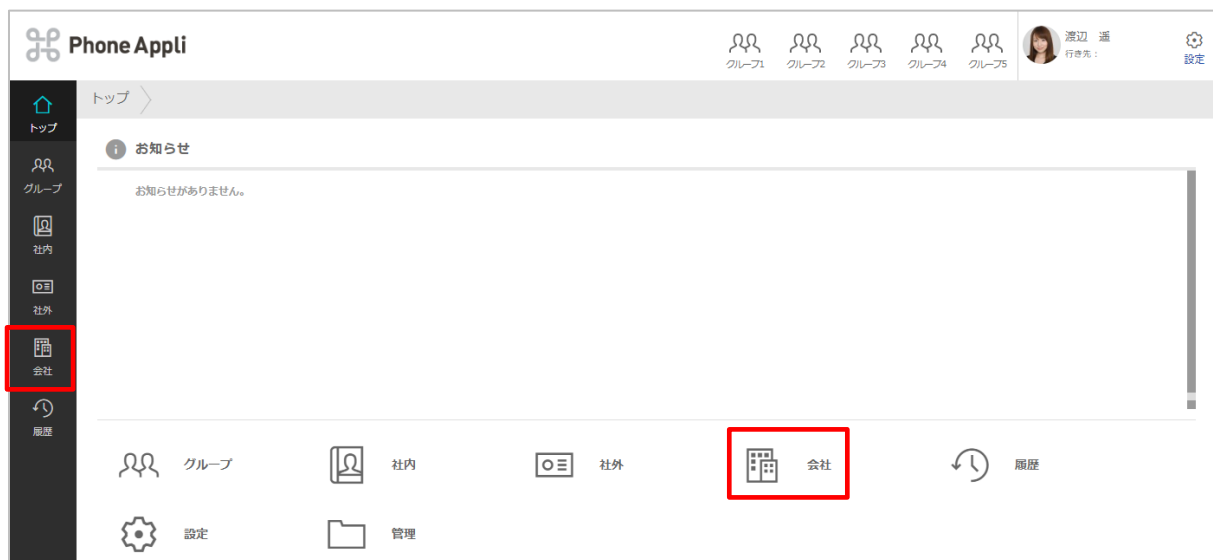 Phone Appli
グループ1 グループ2 グループ3 グループ4 グループ5
渡辺 遥
行き先：
設定
トップ
トップ
お知らせ
お知らせがありません。
グループ
社内
社外
会社
履歴
グループ 社内 社外 会社 履歴
設定 管理